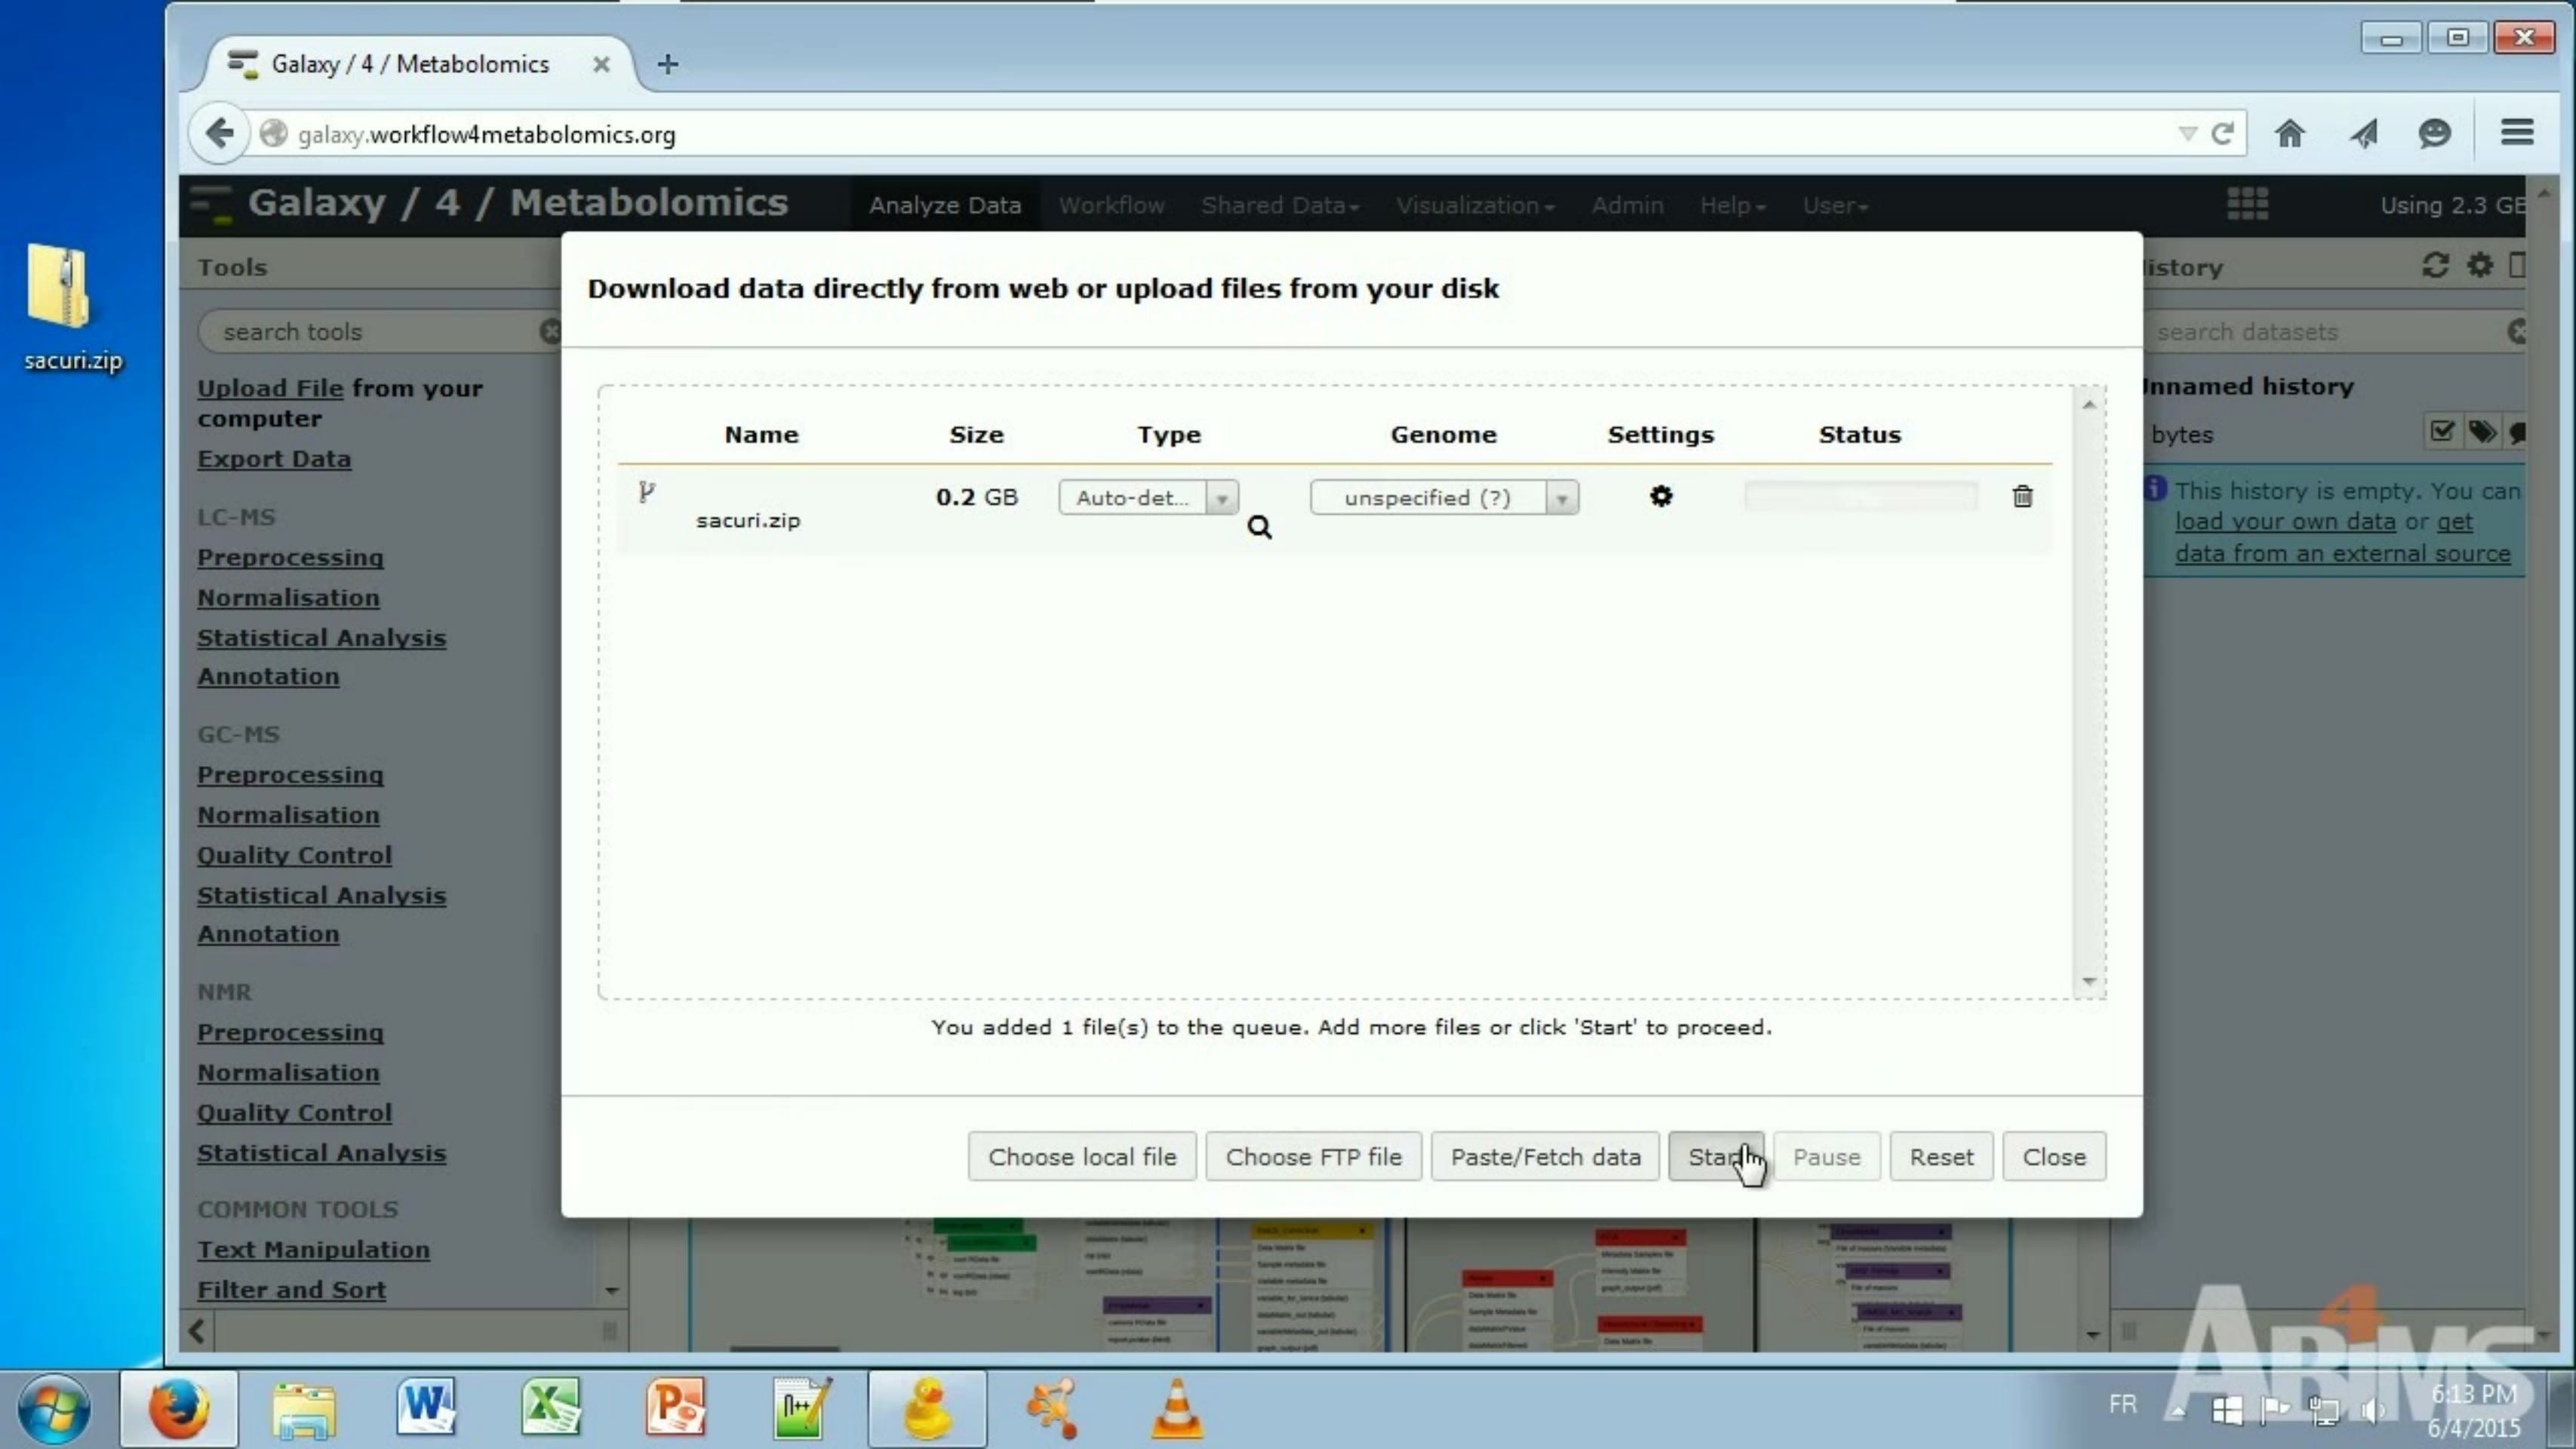 Galaxy / 4 / Metabolomics
galaxy.workflow4metabolomics.org
Galaxy / 4 / Metabolomics
Analyze Data
Workflow
Shared Data
Visualization
Admin
Help
User
Using 2.3 GB
sacuri.zip
Tools
search tools
Upload File from your
computer
Export Data
LC-MS
Preprocessing
Normalisation
Statistical Analysis
Annotation
GC-MS
Preprocessing
Normalisation
Quality Control
Statistical Analysis
Annotation
NMR
Preprocessing
Normalisation
Quality Control
Statistical Analysis
COMMON TOOLS
Text Manipulation
Filter and Sort
Download data directly from web or upload files from your disk
Name
Size
Type
Genome
Settings
Status
sacuri.zip
0.2 GB
Auto-det...
unspecified (?)
You added 1 file(s) to the queue. Add more files or click 'Start' to proceed.
Choose local file
Choose FTP file
Paste/Fetch data
Start
Pause
Reset
Close
istory
search datasets
nnamed history
bytes
This history is empty. You can
load your own data or get
data from an external source
FR
6:13 PM
6/4/2015
AB4iMS